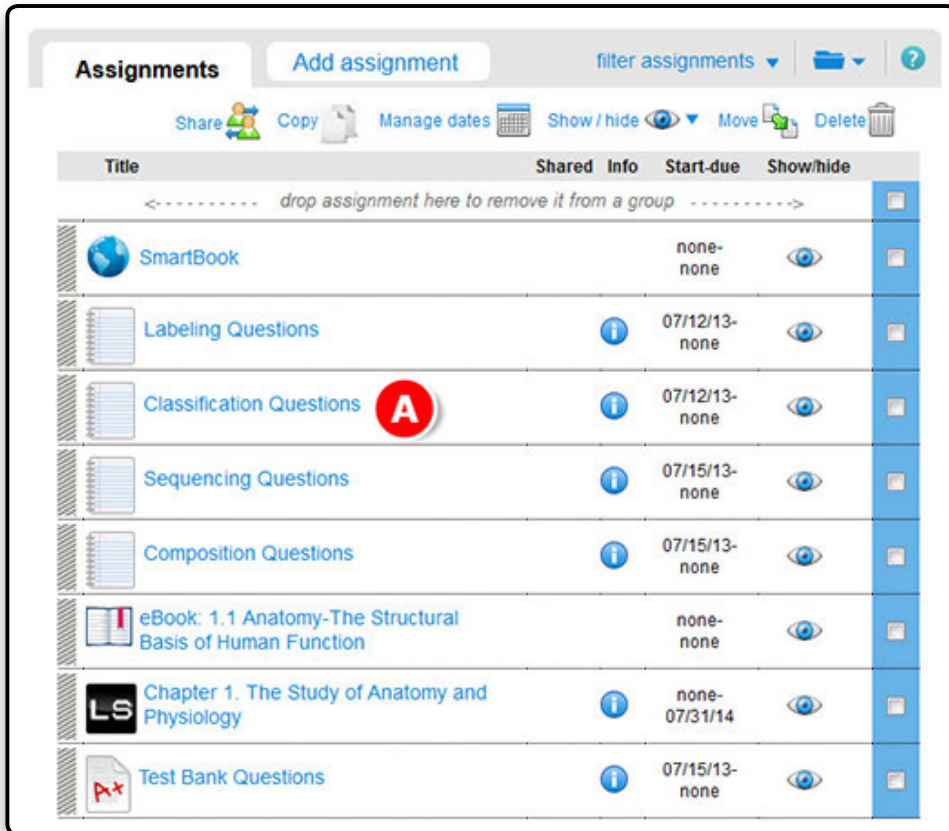 Assignments Add assignment filter assignments ?
Share Copy Manage dates Show / hide Move Delete
Title Shared Info Start-due Show/hide
<- - - - - - - - - - drop assignment here to remove it from a group - - - - - - - - - - ->
SmartBook none-
none
Labeling Questions i 07/12/13-
none
Classification Questions A i 07/12/13-
none
Sequencing Questions i 07/15/13-
none
Composition Questions i 07/15/13-
none
eBook: 1.1 Anatomy-The Structural none-
Basis of Human Function none
LS Chapter 1. The Study of Anatomy and i none-
Physiology 07/31/14
A+ Test Bank Questions i 07/15/13-
none